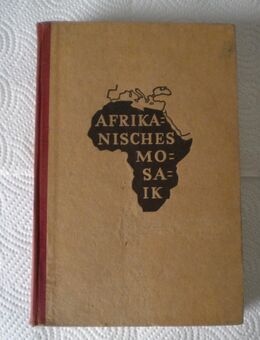 AFRIKA=
NISCHES
MO=
SA=
IK